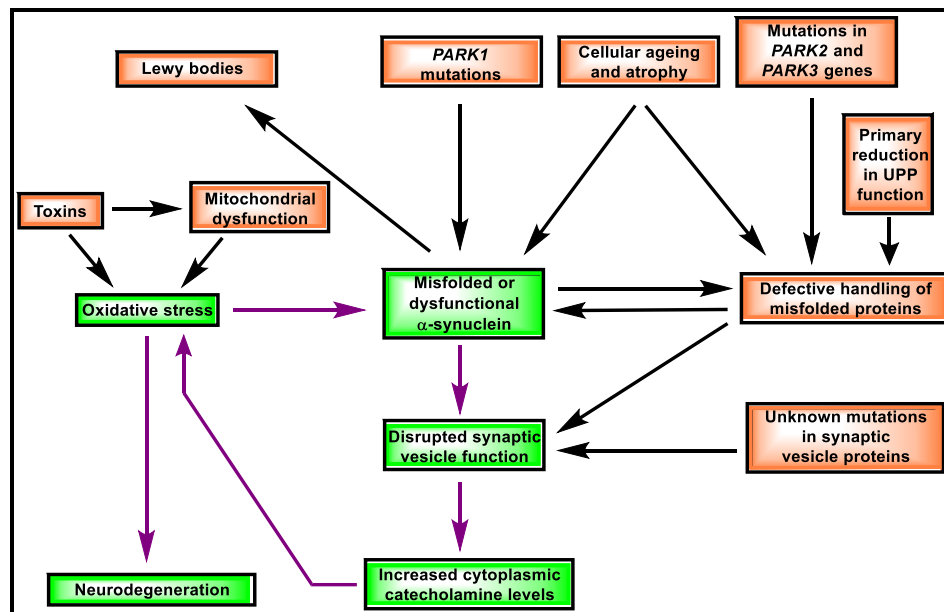 Lewy bodies
PARK1
mutations
Cellular ageing
and atrophy
Mutations in
PARK2 and
PARK3 genes
Primary
reduction
in UPP
function
Toxins
Mitochondrial
dysfunction
Oxidative stress
Misfolded or
dysfunctional
α-synuclein
Defective handling of
misfolded proteins
Disrupted synaptic
vesicle function
Unknown mutations
in synaptic
vesicle proteins
Neurodegeneration
Increased cytoplasmic
catecholamine levels